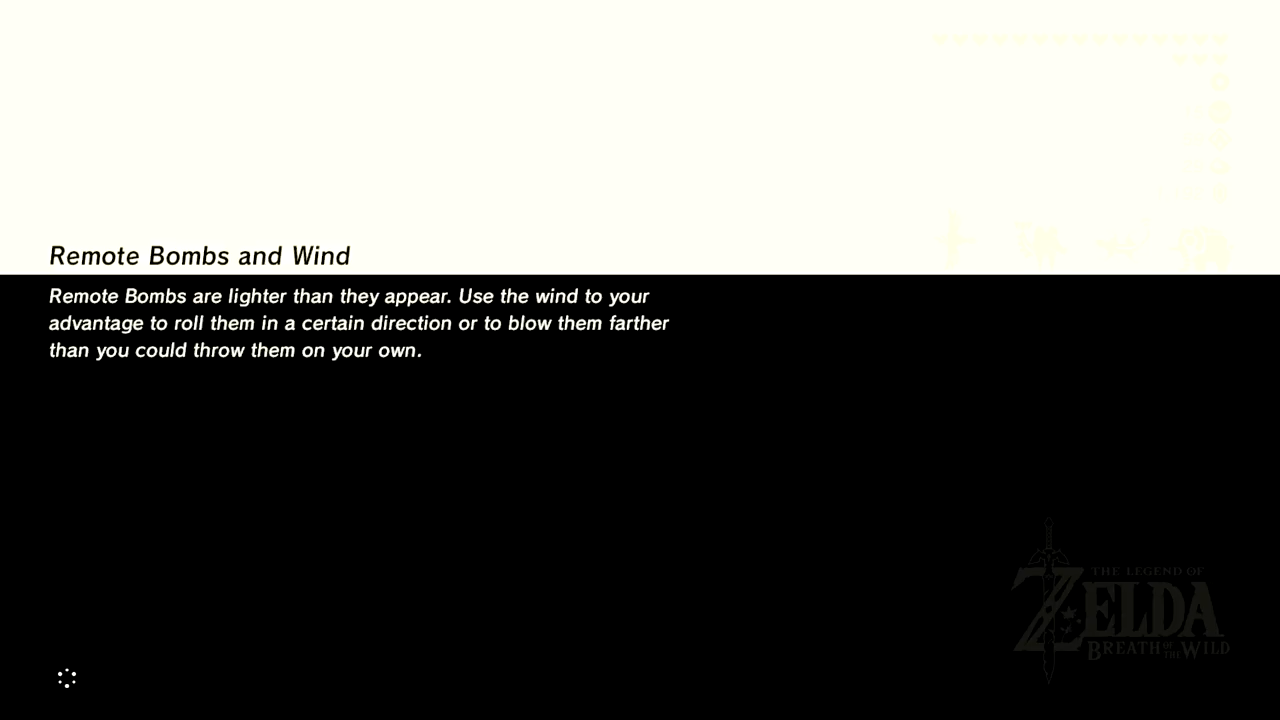 Remote Bombs and Wind
Remote Bombs are lighter than they appear. Use the wind to your
advantage to roll them in a certain direction or to blow them farther
than you could throw them on your own.
THE LEGEND OF
ZELDA
BREATH OF THE WILD